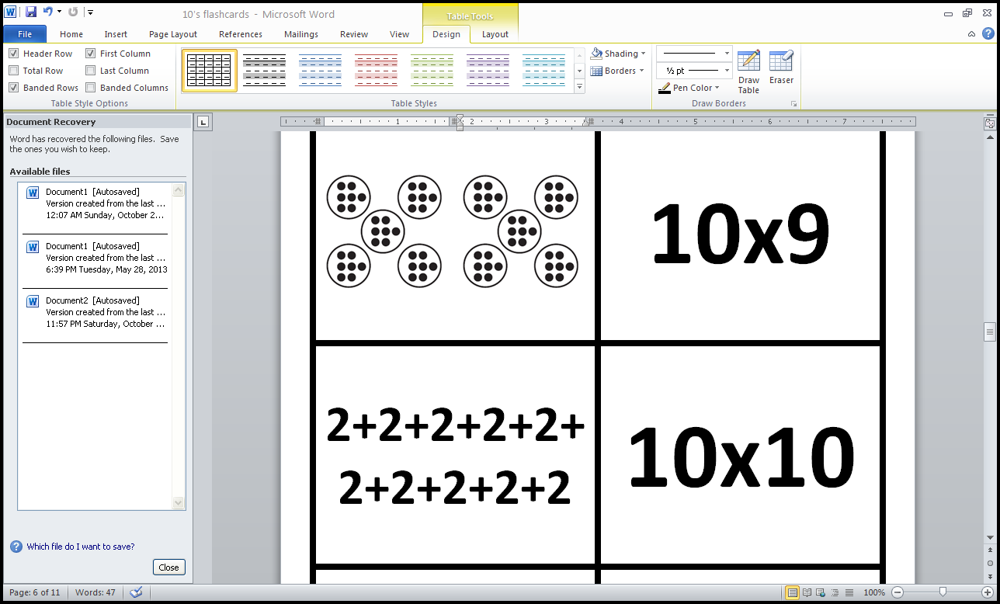 10's flashcards - Microsoft Word
Table Tools
File Home Insert Page Layout References Mailings Review View Design Layout
Header Row First Column
Total Row Last Column
Banded Rows Banded Columns
Table Style Options
Table Styles
Shading
Borders
½ pt
Pen Color
Draw Table
Eraser
Draw Borders
Document Recovery
Word has recovered the following files. Save
the ones you wish to keep.
Available files
Document1 [Autosaved]
Version created from the last ...
12:07 AM Sunday, October 2...
Document1 [Autosaved]
Version created from the last ...
6:39 PM Tuesday, May 28, 2013
Document2 [Autosaved]
Version created from the last ...
11:57 PM Saturday, October ...
Which file do I want to save?
Close
1 2 3 4 5 6 7
10x9
2+2+2+2+2+
2+2+2+2+2
10x10
Page: 6 of 11 Words: 47 100%